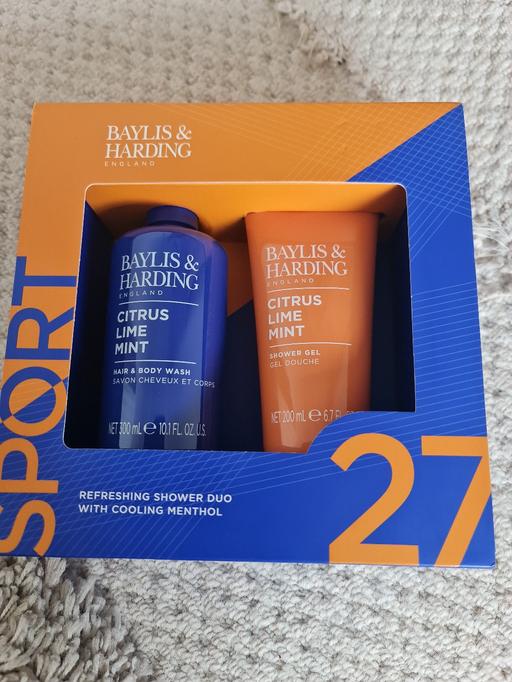 BAYLIS &
HARDING
ENGLAND
SPORT
BAYLIS &
HARDING
ENGLAND
CITRUS
LIME
MINT
HAIR & BODY WASH
SAVON CHEVEUX ET CORPS
NET 300 mL ℮ 10.1 FL. OZ. U.S.
BAYLIS &
HARDING
ENGLAND
CITRUS
LIME
MINT
SHOWER GEL
GEL DOUCHE
NET 200 mL ℮ 6.7 F
REFRESHING SHOWER DUO
WITH COOLING MENTHOL
27